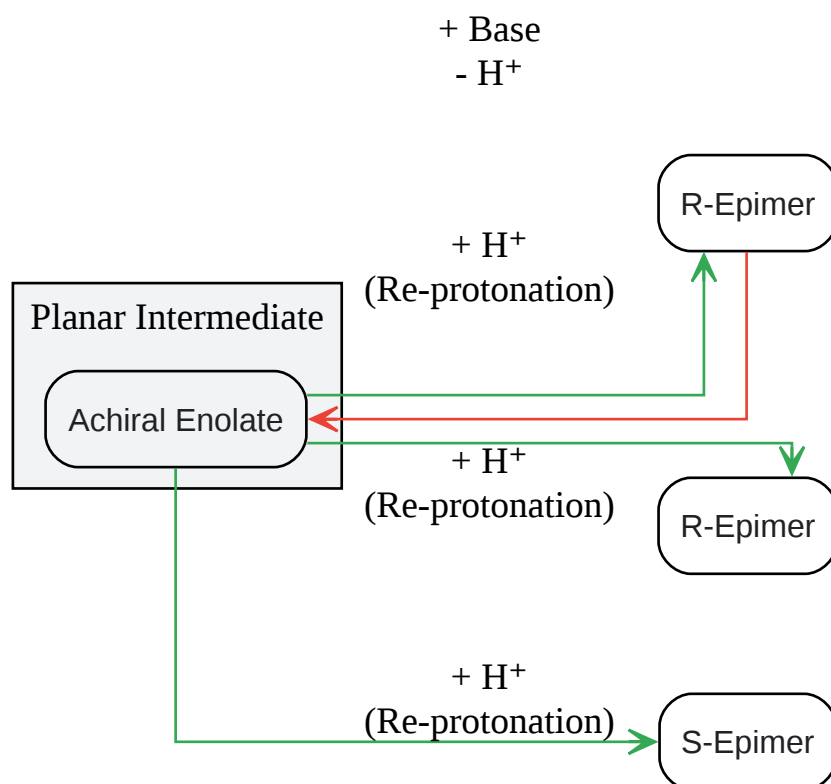 + Base
- H⁺
R-Epimer
+ H⁺
(Re-protonation)
Planar Intermediate
Achiral Enolate
+ H⁺
(Re-protonation)
R-Epimer
+ H⁺
(Re-protonation)
S-Epimer